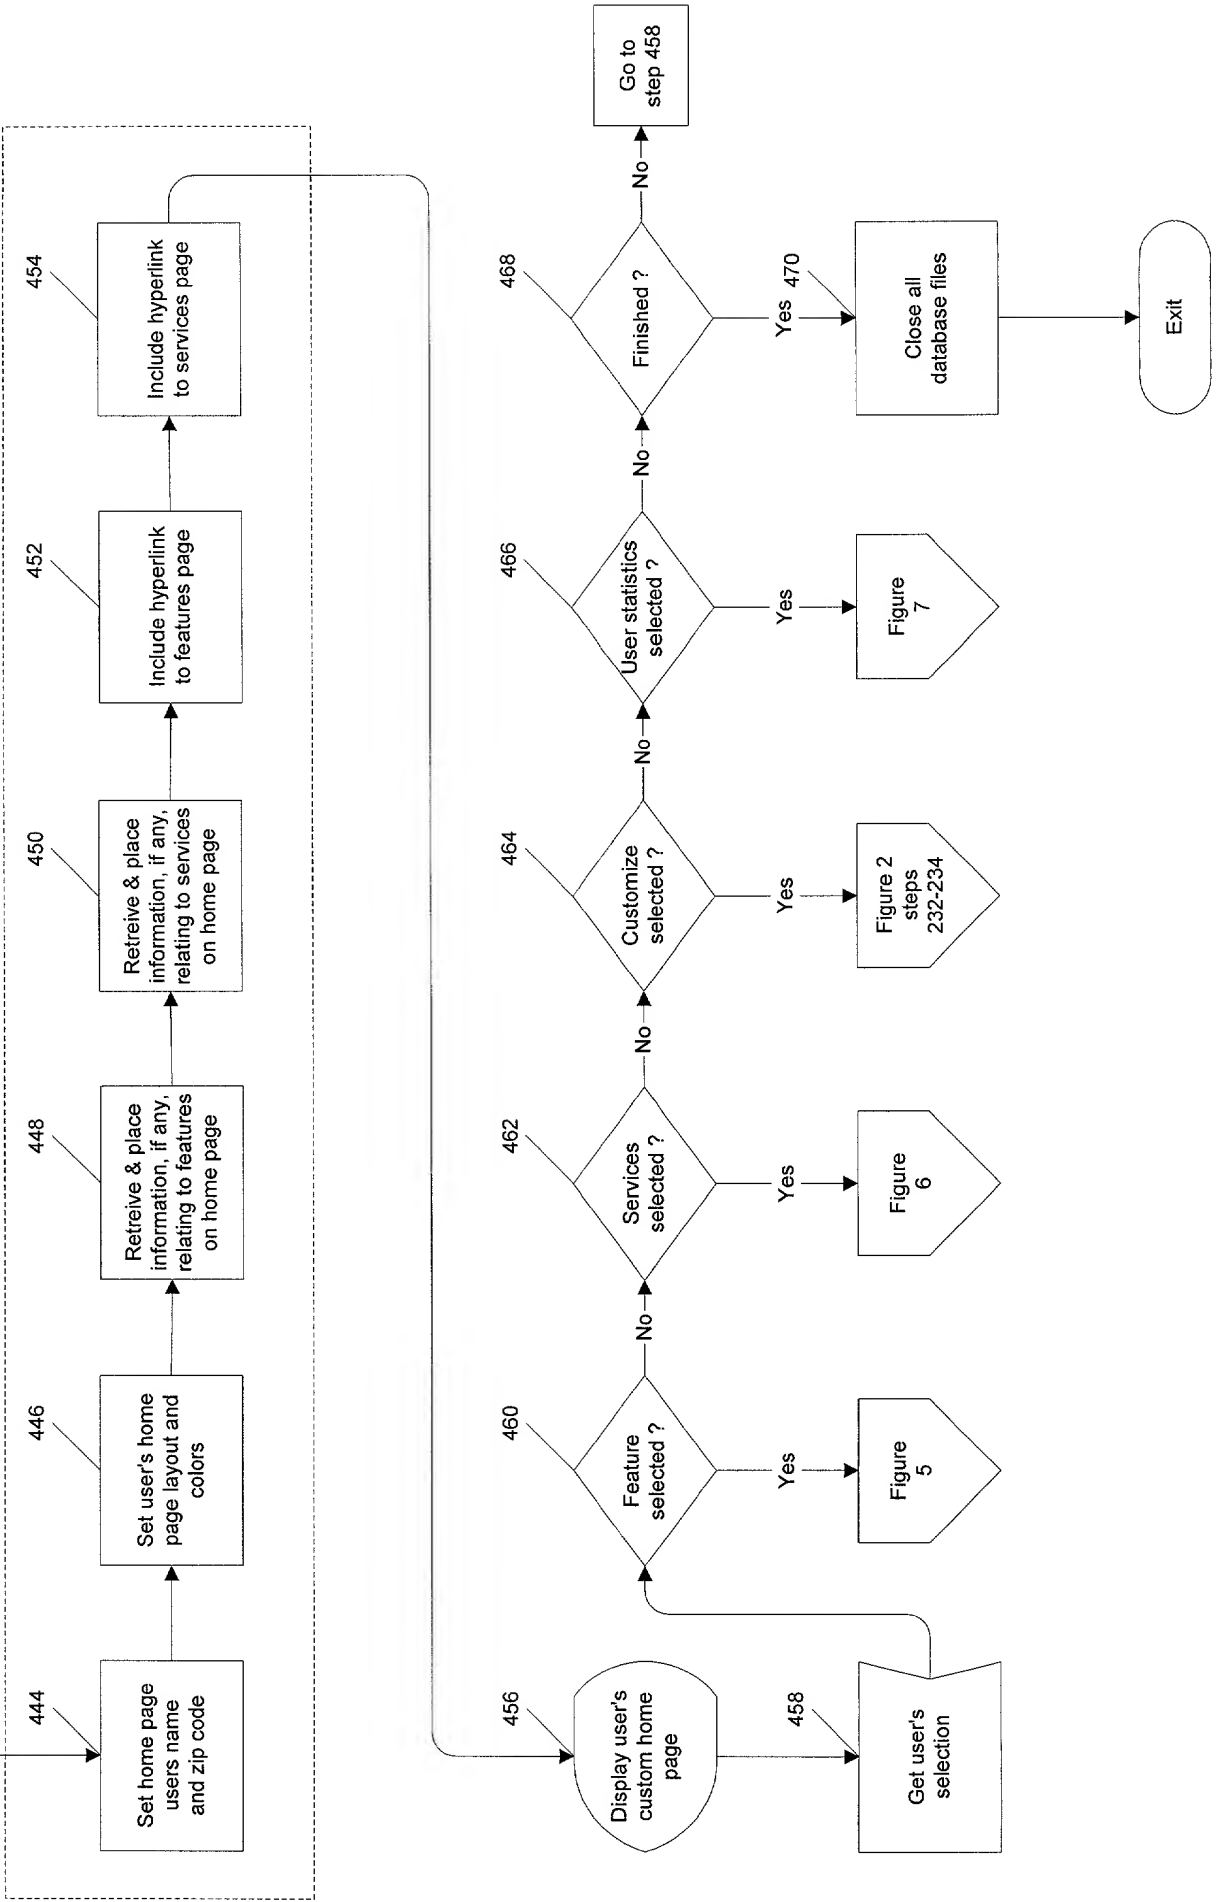 444
Set home page
users name
and zip code
446
Set user's home
page layout and
colors
448
Retreive & place
information, if any,
relating to features
on home page
450
Retreive & place
information, if any,
relating to services
on home page
452
Include hyperlink
to features page
454
Include hyperlink
to services page
456
Display user's
custom home
page
458
Get user's
selection
460
Feature
selected ?
Yes
Figure
5
No
462
Services
selected ?
Yes
Figure
6
No
464
Customize
selected ?
Yes
Figure 2
steps
232-234
No
466
User statistics
selected ?
Yes
Figure
7
No
468
Finished ?
No
Go to
step 458
Yes
470
Close all
database files
Exit